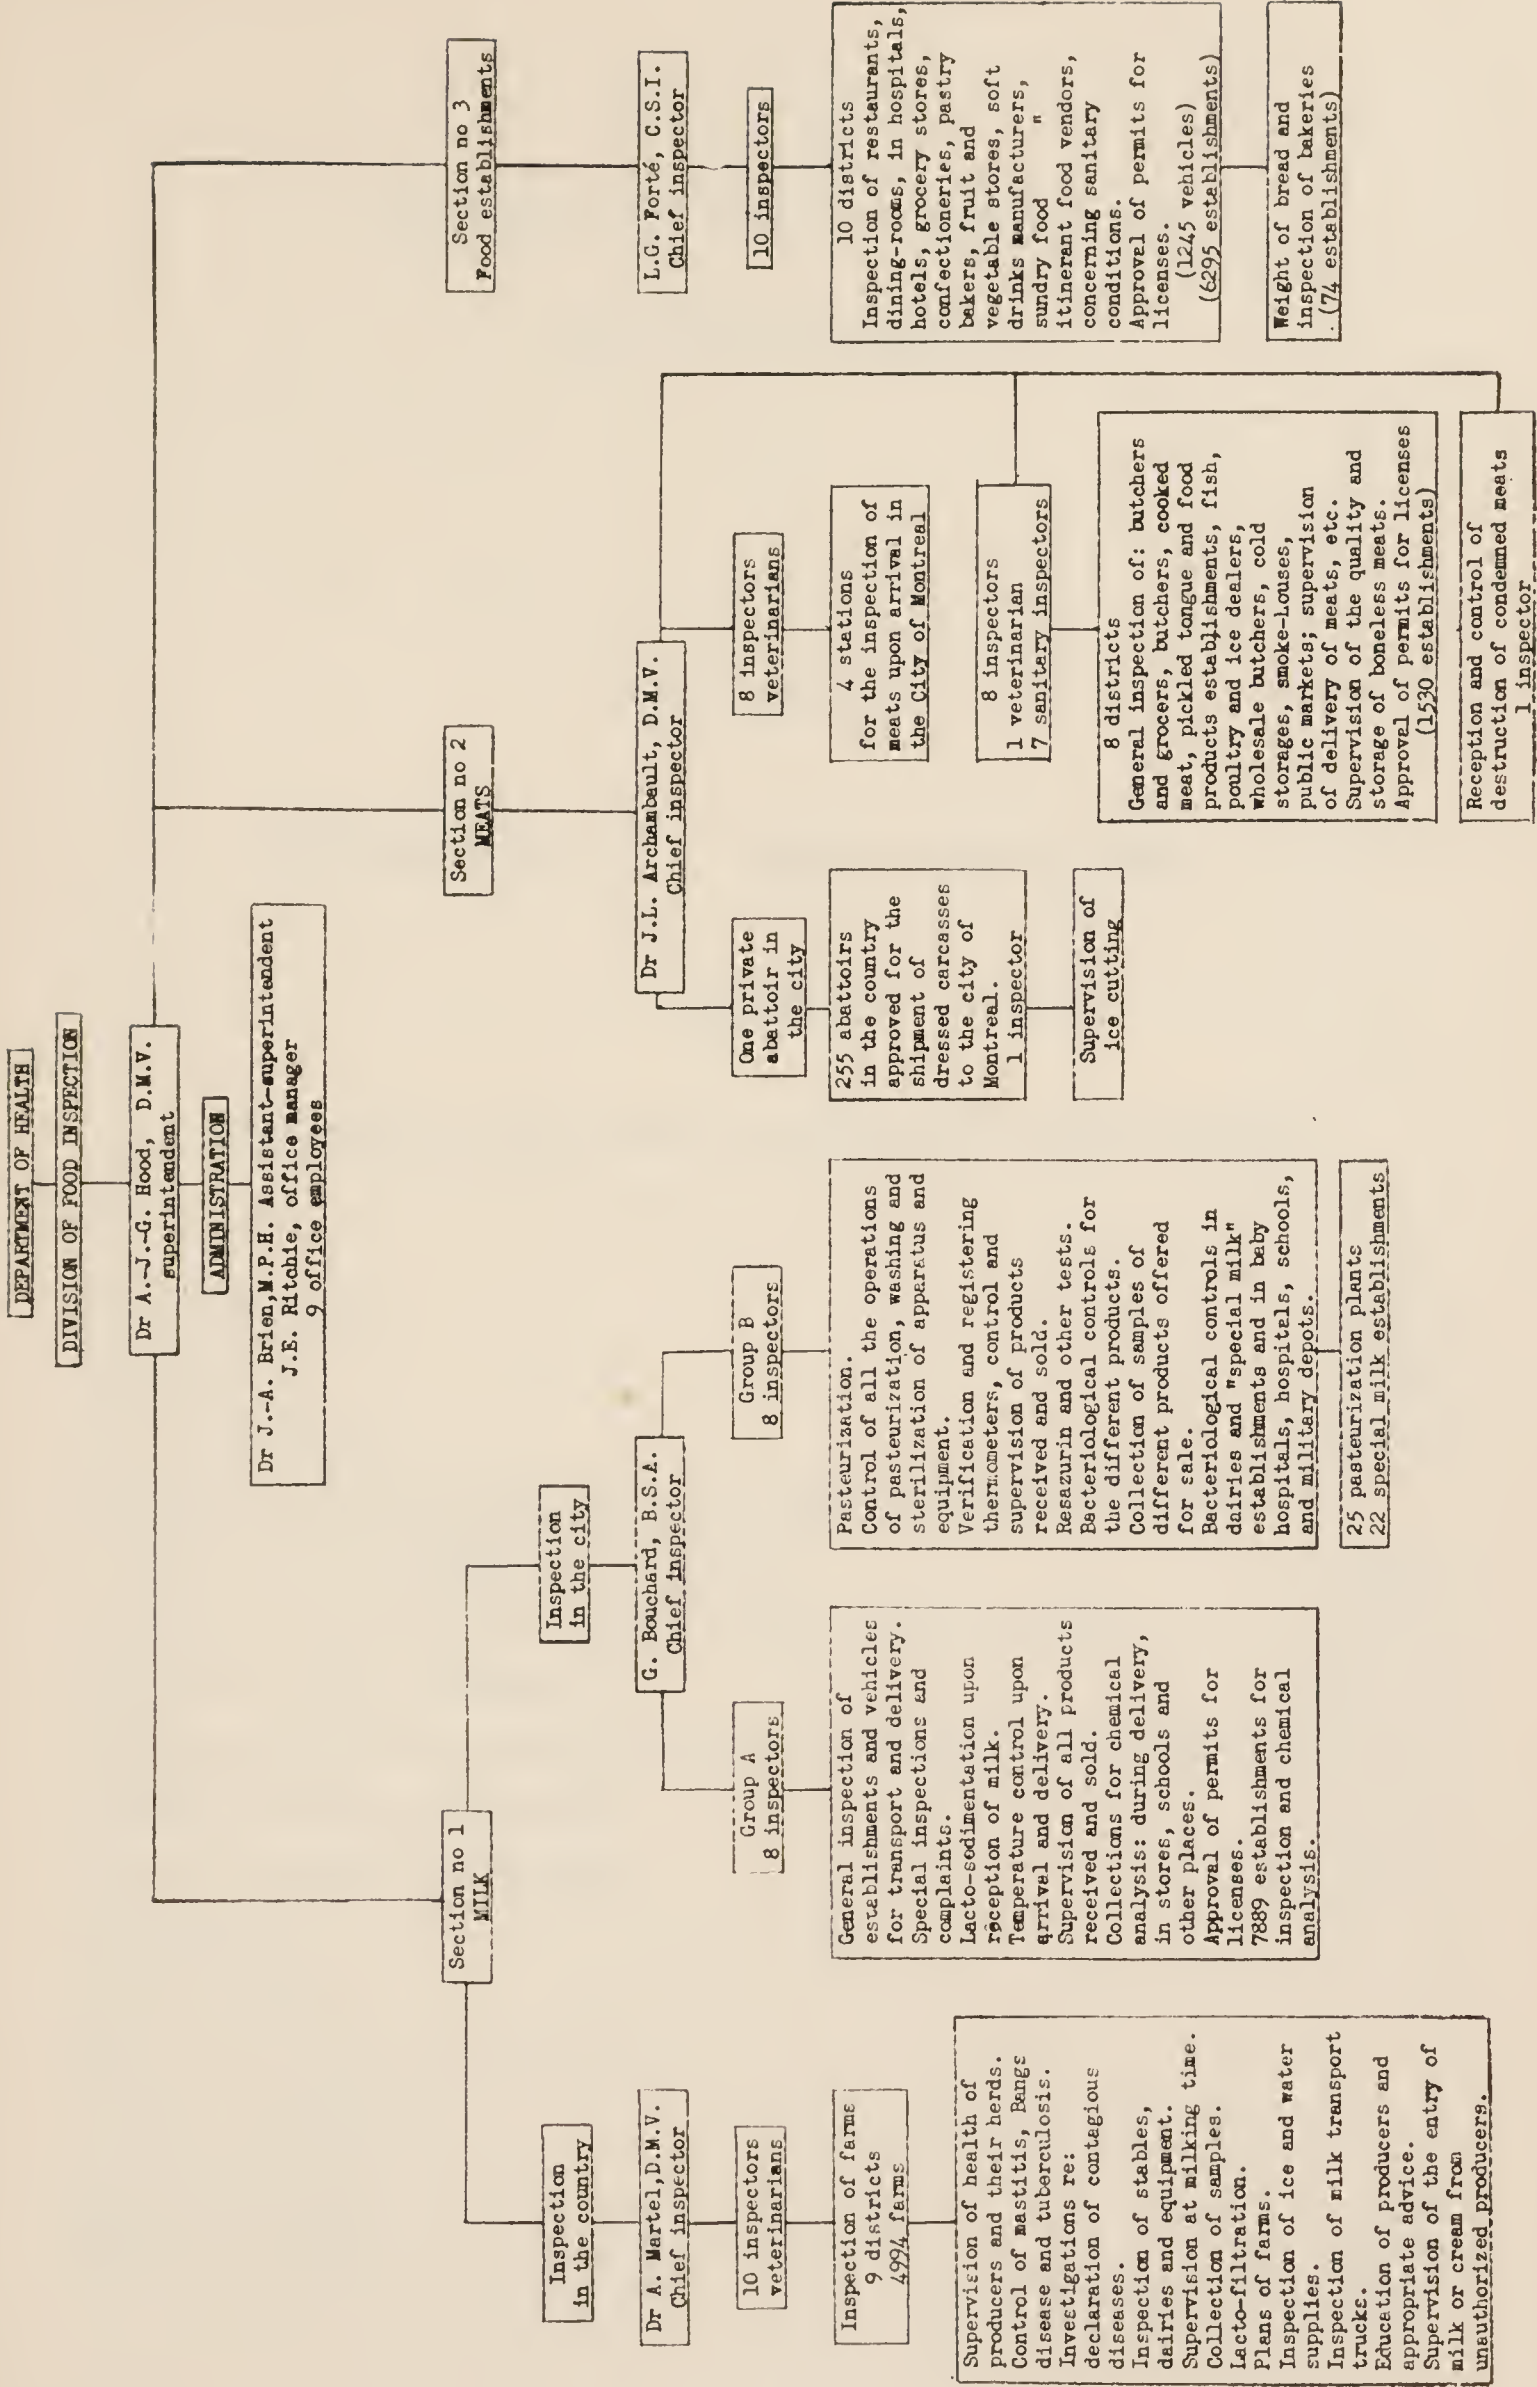 DEPARTMENT OF HEALTH
DIVISION OF FOOD INSPECTION
Dr A.-J.-G. Hood, D.M.V.
superintendent
ADMINISTRATION
Dr J.-A. Brien,M.P.H. Assistant-superintendent
J.E. Ritchie, office manager
9 office employees
Section no 1
MILK
Inspection
in the country
Dr A. Martel,D.M.V.
Chief inspector
10 inspectors
veterinarians
Inspection of farms
9 districts
4994 farms
Supervision of health of
producers and their herds.
Control of mastitis, Bangs
disease and tuberculosis.
Investigations re:
declaration of contagious
diseases.
Inspection of stables,
dairies and equipment.
Supervision at milking time.
Collection of samples.
Lacto-filtration.
Plans of farms.
Inspection of ice and water
supplies.
Inspection of milk transport
trucks.
Education of producers and
appropriate advice.
Supervision of the entry of
milk or cream from
unauthorized producers.
Inspection
in the city
G. Bouchard, B.S.A.
Chief inspector
Group A
8 inspectors
General inspection of
establishments and vehicles
for transport and delivery.
Special inspections and
complaints.
Lacto-sedimentation upon
reception of milk.
Temperature control upon
arrival and delivery.
Supervision of all products
received and sold.
Collections for chemical
analysis: during delivery,
in stores, schools and
other places.
Approval of permits for
licenses.
7889 establishments for
inspection and chemical
analysis.
Group B
8 inspectors
Pasteurization.
Control of all the operations
of pasteurization, washing and
sterilization of apparatus and
equipment.
Verification and registering
thermometers, control and
supervision of products
received and sold.
Resazurin and other tests.
Bacteriological controls for
the different products.
Collection of samples of
different products offered
for sale.
Bacteriological controls in
dairies and "special milk"
establishments and in baby
hospitals, hospitals, schools,
and military depots.
25 pasteurization plants
22 special milk establishments
Section no 2
MEATS
Dr J.L. Archambault, D.M.V.
Chief inspector
One private
abattoir in
the city
255 abattoirs
in the country
approved for the
shipment of
dressed carcasses
to the city of
Montreal.
1 inspector
Supervision of
ice cutting
8 inspectors
veterinarians
4 stations
for the inspection of
meats upon arrival in
the City of Montreal
8 inspectors
1 veterinarian
7 sanitary inspectors
8 districts
General inspection of: butchers
and grocers, butchers, cooked
meat, pickled tongue and food
products establishments, fish,
poultry and ice dealers,
wholesale butchers, cold
storages, smoke-Louses,
public markets; supervision
of delivery of meats, etc.
Supervision of the quality and
storage of boneless meats.
Approval of permits for licenses
(1530 establishments)
Reception and control of
destruction of condemned meats
1 inspector
Section no 3
Food establishments
L.G. Forté, C.S.I.
Chief inspector
10 inspectors
10 districts
Inspection of restaurants,
dining-rooms, in hospitals,
hotels, grocery stores,
confectioneries, pastry
bakers, fruit and
vegetable stores, soft
drinks manufacturers,
sundry food "
itinerant food vendors,
concerning sanitary
conditions.
Approval of permits for
licenses.
(1245 vehicles)
(6295 establishments)
Weight of bread and
inspection of bakeries
.(74 establishments)